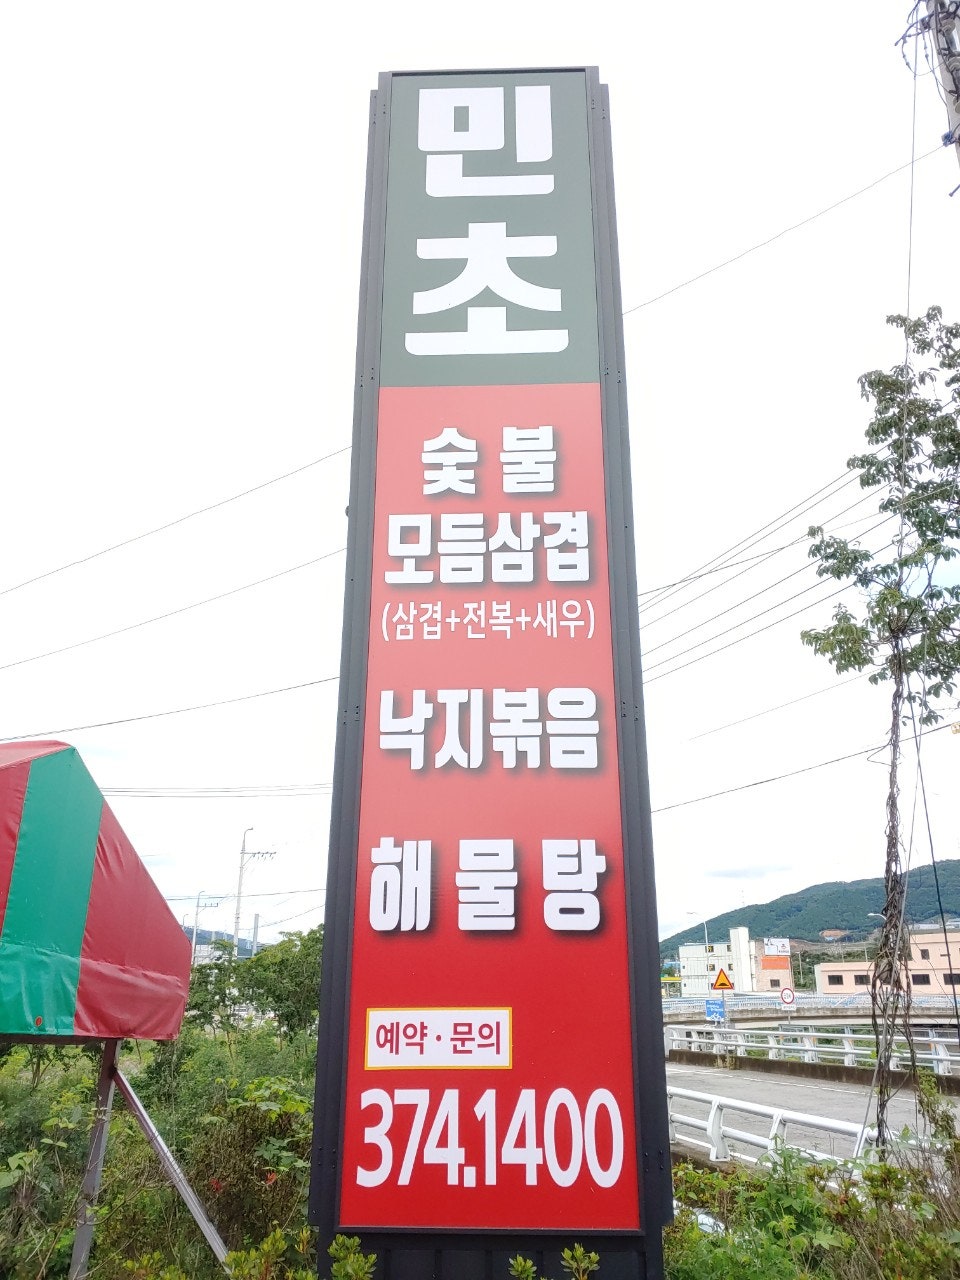 민초
숯불
모듬삼겹
(삼겹+전복+새우)
낙지볶음
해물탕
예약·문의
374.1400